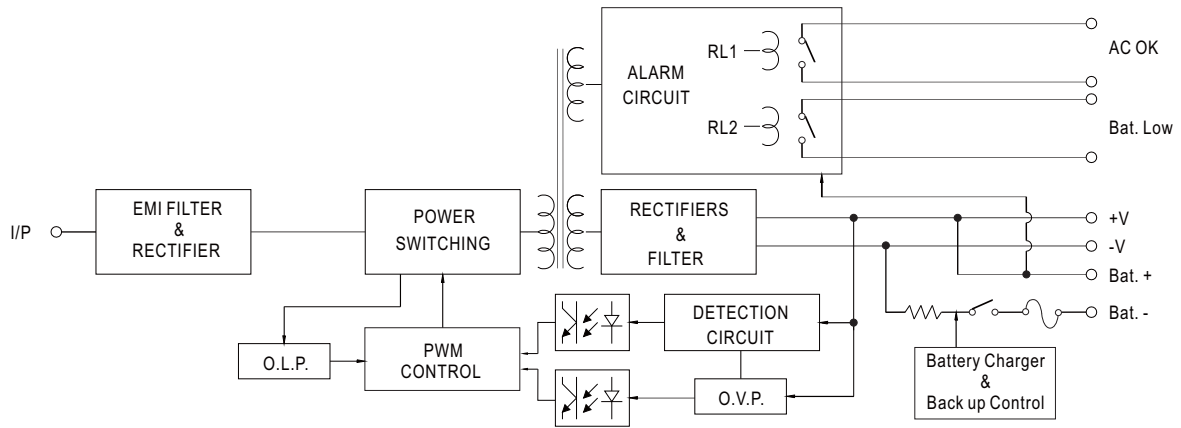 ALARM
CIRCUIT
RL1
RL2
AC OK
Bat. Low
I/P
EMI FILTER
&
RECTIFIER
POWER
SWITCHING
RECTIFIERS
&
FILTER
+V
-V
Bat. +
Bat. -
O.L.P.
PWM
CONTROL
DETECTION
CIRCUIT
O.V.P.
Battery Charger
&
Back up Control